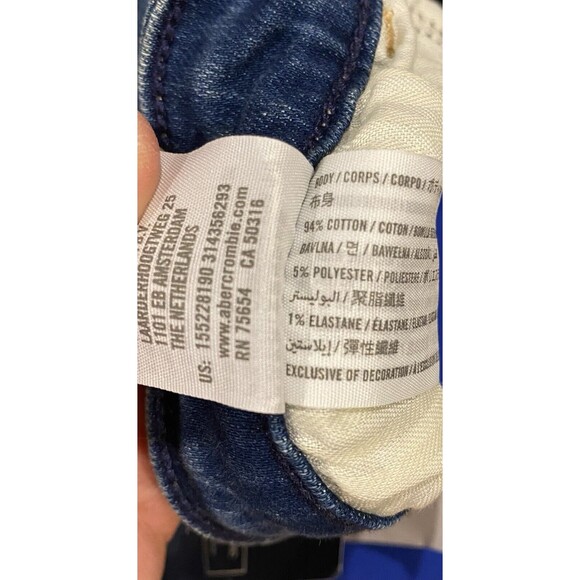 LAARDERHOOGTWEG 25
1101 EB AMSTERDAM
THE NETHERLANDS
US: 155228190 314356293
www.abercrombie.com
RN 75654 CA 50316
BODY / CORPS / CORPO /
布身
94% COTTON / COTON /
BAVLNA / 면 / BAWEŁNA /
5% POLYESTER / POLIESTERE /
البوليستر / 聚脂纖維
1% ELASTANE / ÉLASTANE /
إيلاستين / 彈性纖維
EXCLUSIVE OF DECORATION /